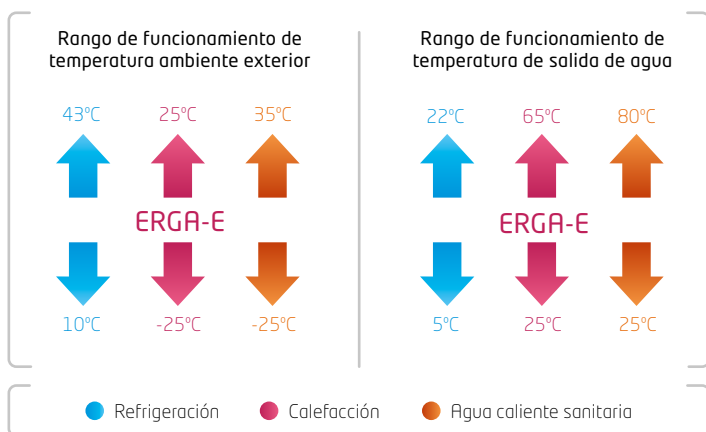 Rango de funcionamiento de
temperatura ambiente exterior
43ºC 25ºC 35ºC
ERGA-E
10ºC -25ºC -25ºC
Rango de funcionamiento de
temperatura de salida de agua
22ºC 65ºC 80ºC
ERGA-E
5ºC 25ºC 25ºC
Refrigeración Calefacción Agua caliente sanitaria